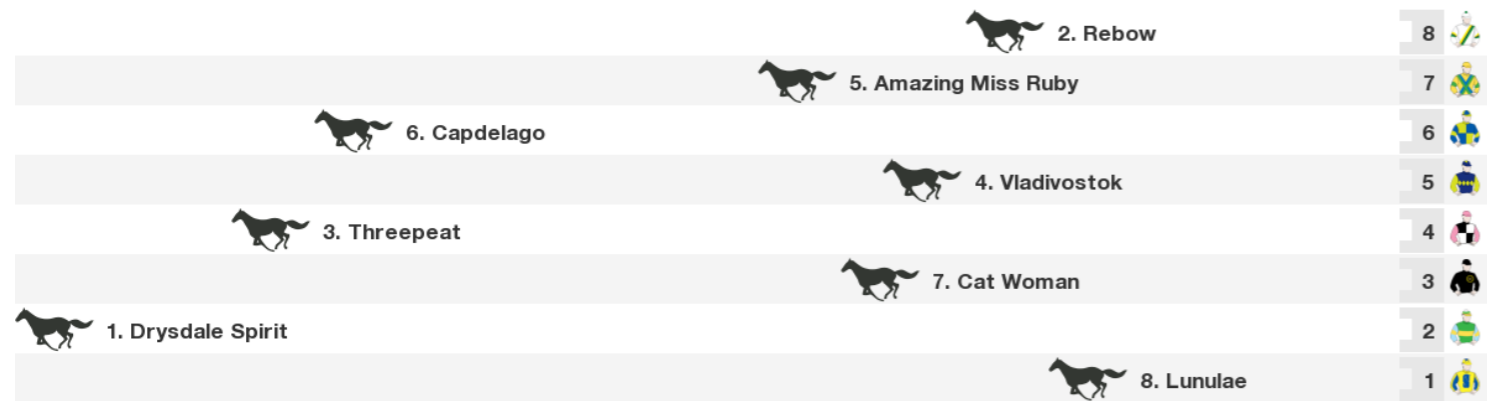 2. Rebow 8
5. Amazing Miss Ruby 7
6. Capdelago 6
4. Vladivostok 5
3. Threepeat 4
7. Cat Woman 3
1. Drysdale Spirit 2
8. Lunulae 1